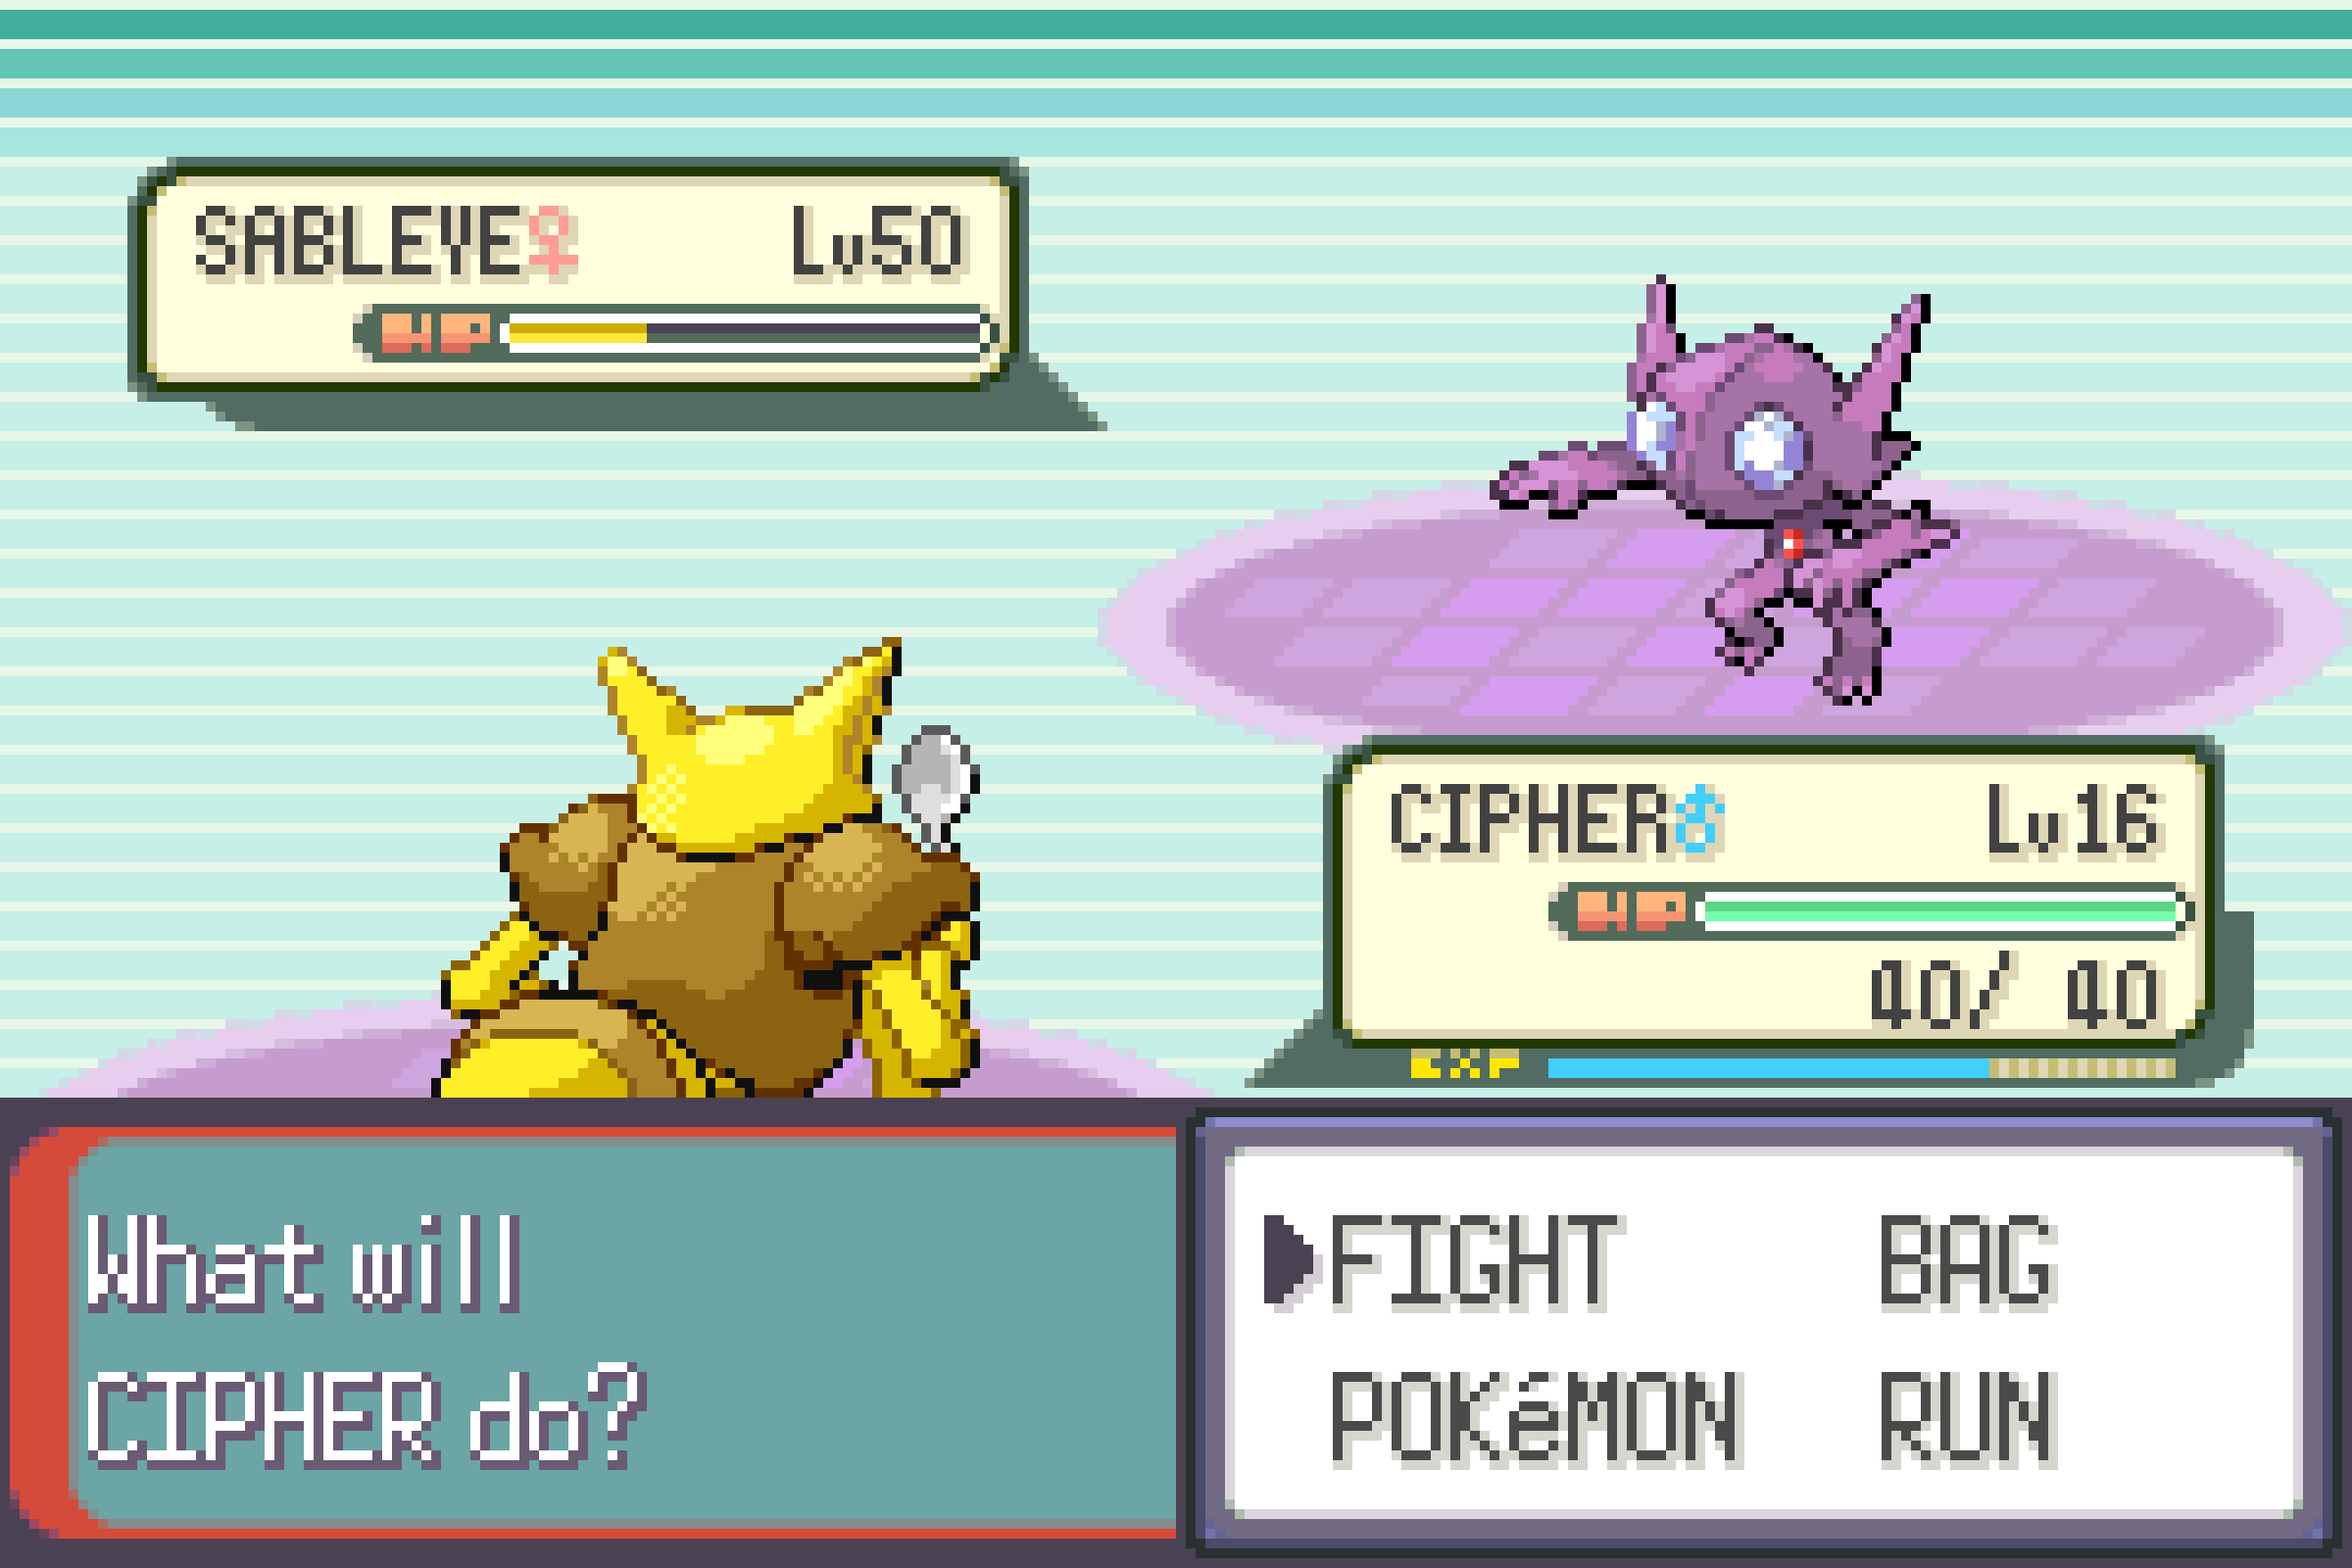 SABLEYE♀ Lv50
HP
CIPHER♂ Lv16
HP
40/ 40
EXP
What will
CIPHER do?
FIGHT BAG
POKéMON RUN